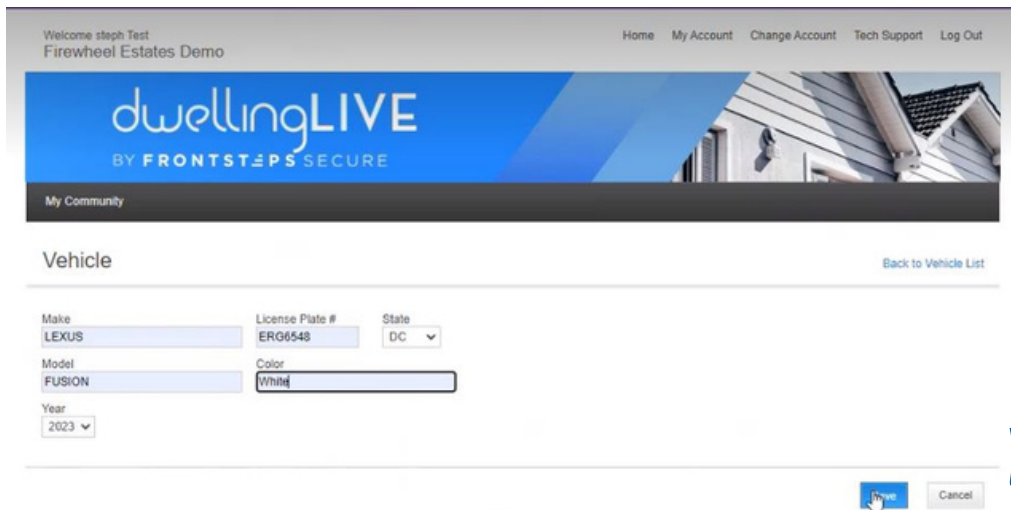 Welcome steph Test
Firewheel Estates Demo
Home My Account Change Account Tech Support Log Out
dwellingLIVE
BY FRONTSTEPS SECURE
My Community
Vehicle
Back to Vehicle List
Make License Plate # State
LEXUS ERG6548 DC
Model Color
FUSION White
Year
2023
Cancel